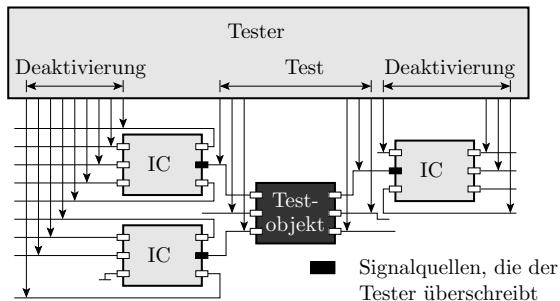 Tester
Deaktivierung
Test
Deaktivierung
IC
IC
Test-
objekt
IC
Signalquellen, die der
Tester überschreibt